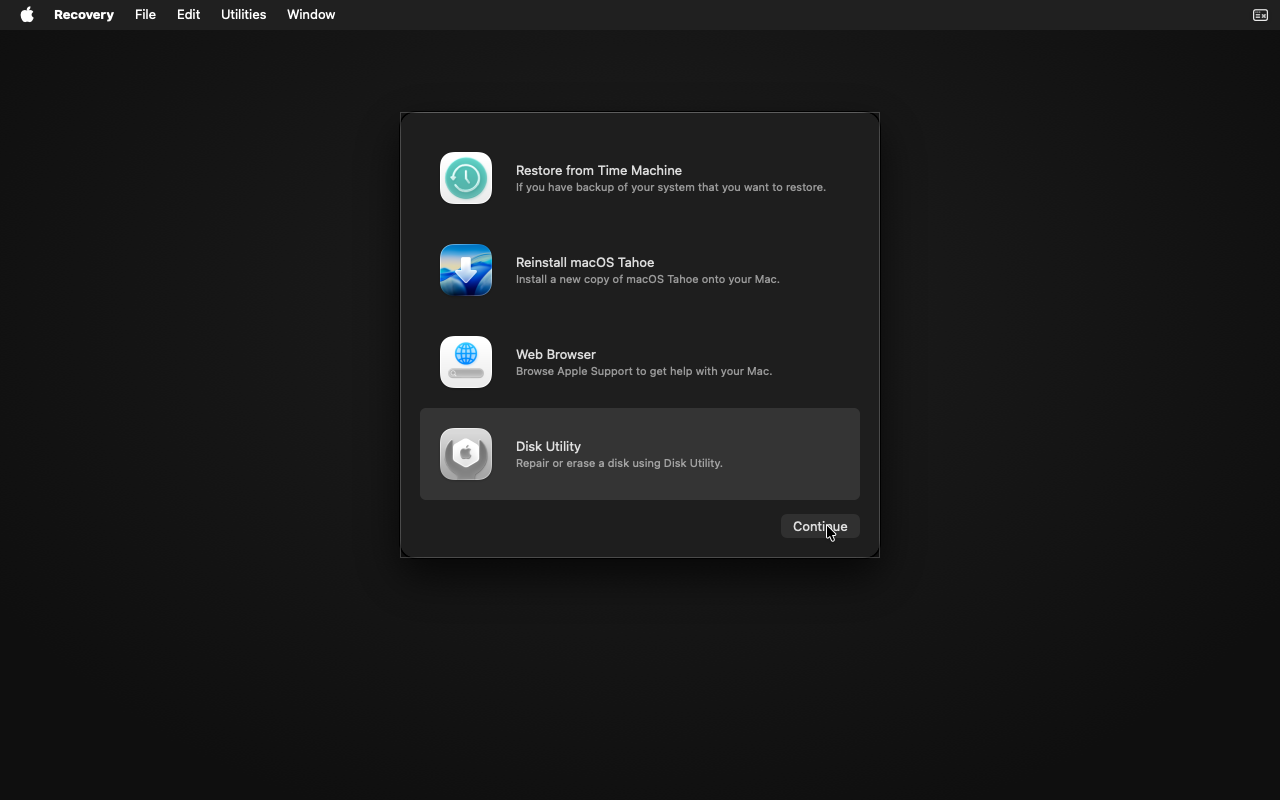 Recovery File Edit Utilities Window
Restore from Time Machine
If you have backup of your system that you want to restore.
Reinstall macOS Tahoe
Install a new copy of macOS Tahoe onto your Mac.
Web Browser
Browse Apple Support to get help with your Mac.
Disk Utility
Repair or erase a disk using Disk Utility.
Continue